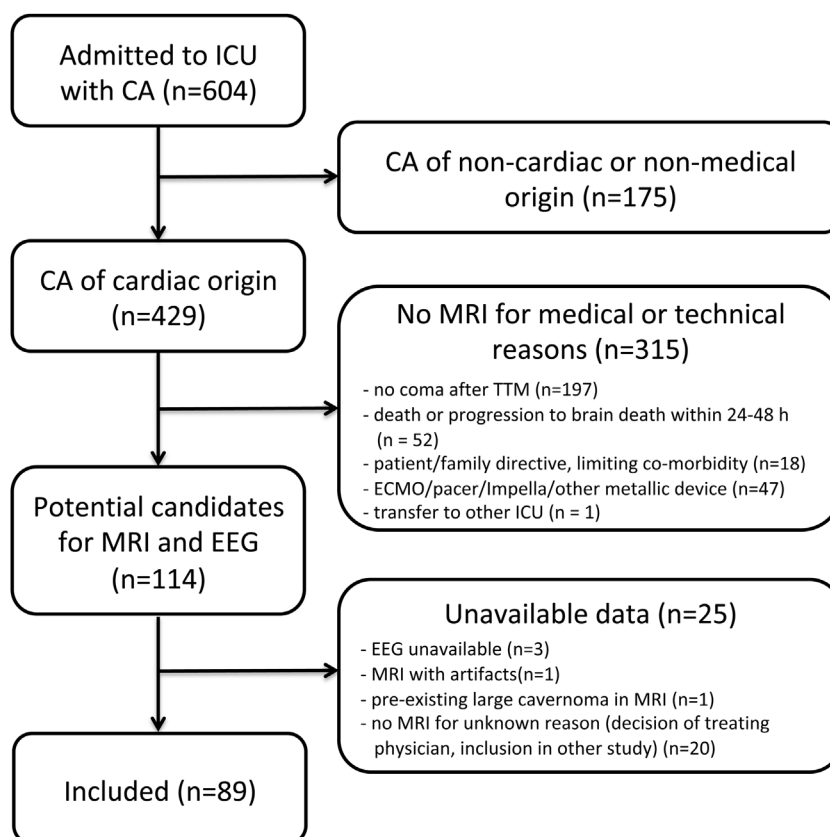 Admitted to ICU
with CA (n=604)
CA of non-cardiac or non-medical
origin (n=175)
CA of cardiac origin
(n=429)
No MRI for medical or technical
reasons (n=315)
- no coma after TTM (n=197)
- death or progression to brain death within 24-48 h
(n = 52)
- patient/family directive, limiting co-morbidity (n=18)
- ECMO/pacer/Impella/other metallic device (n=47)
- transfer to other ICU (n = 1)
Potential candidates
for MRI and EEG
(n=114)
Unavailable data (n=25)
- EEG unavailable (n=3)
- MRI with artifacts(n=1)
- pre-existing large cavernoma in MRI (n=1)
- no MRI for unknown reason (decision of treating
physician, inclusion in other study) (n=20)
Included (n=89)